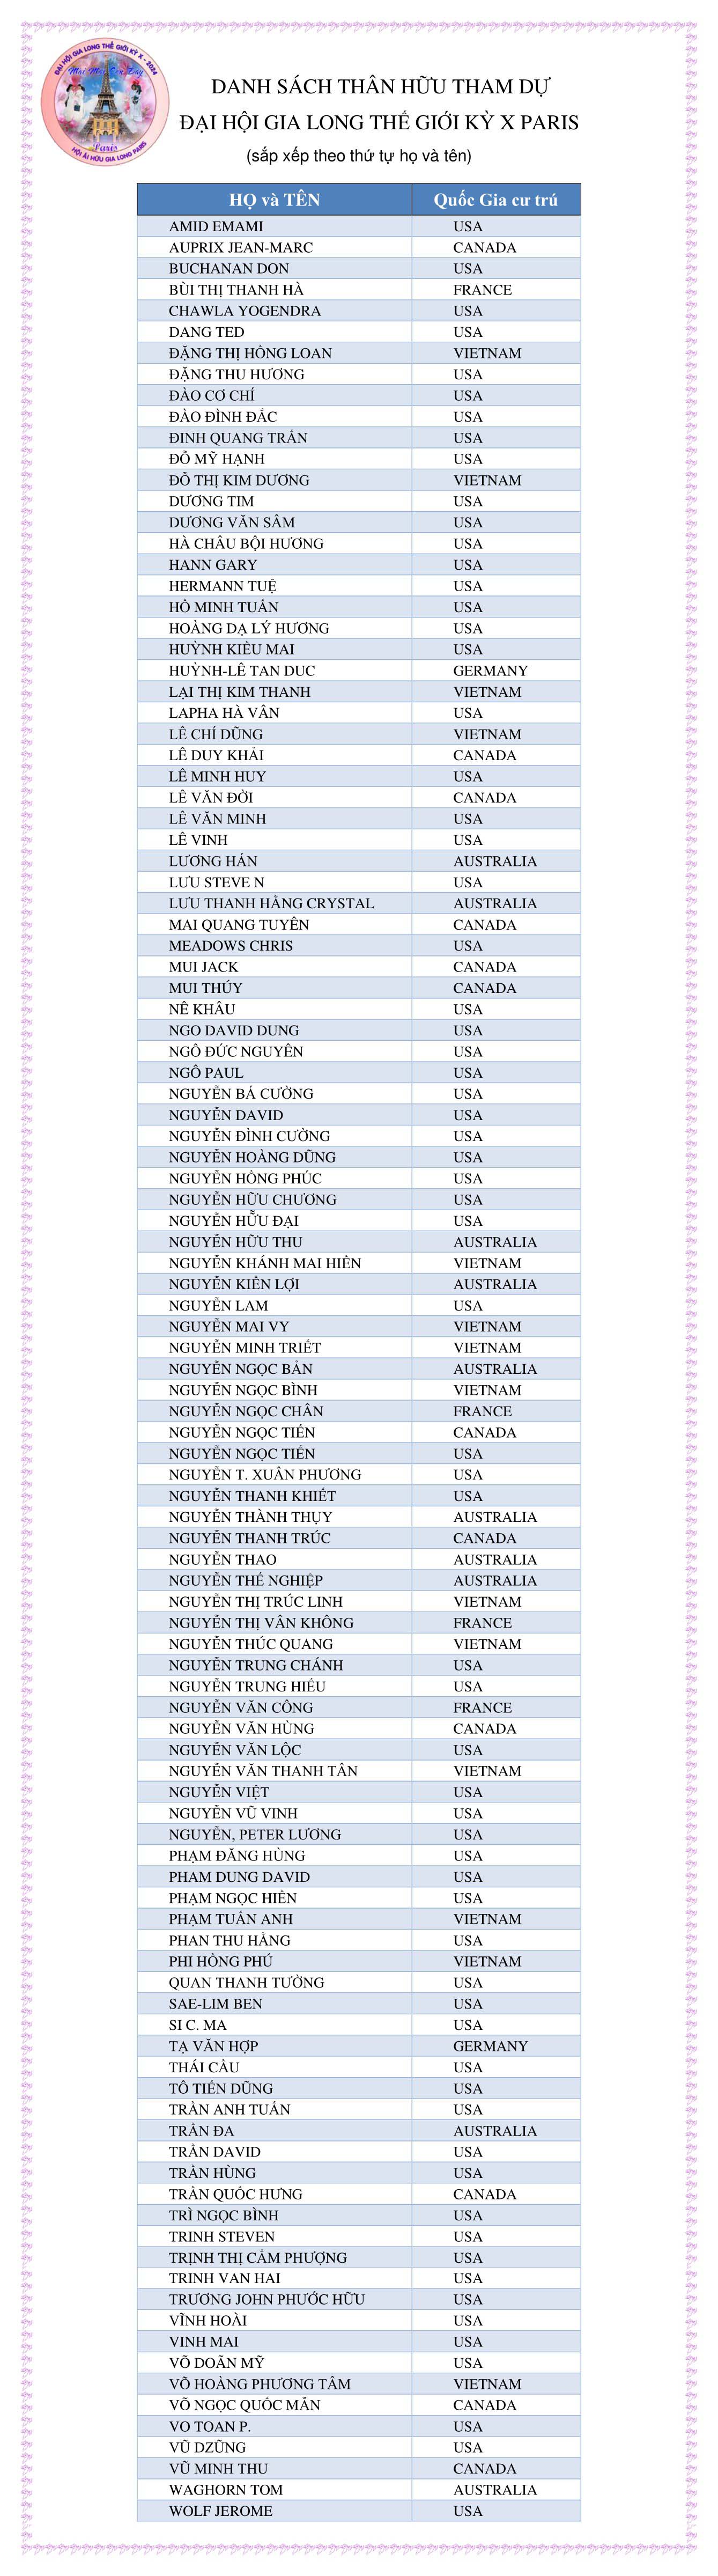 ĐẠI HỘI GIA LONG THẾ GIỚI KỲ X - 2024
Mãi Mãi Bên Nhau
Paris
HỘI ÁI HỮU GIA LONG PARIS
DANH SÁCH THÂN HỮU THAM DỰ
ĐẠI HỘI GIA LONG THẾ GIỚI KỲ X PARIS
(sắp xếp theo thứ tự họ và tên)
HỌ và TÊN Quốc Gia cư trú
AMID EMAMI USA
AUPRIX JEAN-MARC CANADA
BUCHANAN DON USA
BÙI THỊ THANH HÀ FRANCE
CHAWLA YOGENDRA USA
DANG TED USA
ĐẶNG THỊ HỒNG LOAN VIETNAM
ĐẶNG THU HƯƠNG USA
ĐÀO CƠ CHÍ USA
ĐÀO ĐÌNH ĐẮC USA
ĐINH QUANG TRẤN USA
ĐỖ MỸ HẠNH USA
ĐỖ THỊ KIM DƯƠNG VIETNAM
DƯƠNG TIM USA
DƯƠNG VĂN SÂM USA
HÀ CHÂU BỘI HƯƠNG USA
HANN GARY USA
HERMANN TUỆ USA
HỒ MINH TUẤN USA
HOÀNG DẠ LÝ HƯƠNG USA
HUỲNH KIỀU MAI USA
HUỲNH-LÊ TAN DUC GERMANY
LẠI THỊ KIM THANH VIETNAM
LAPHA HÀ VÂN USA
LÊ CHÍ DŨNG VIETNAM
LÊ DUY KHẢI CANADA
LÊ MINH HUY USA
LÊ VĂN ĐỜI CANADA
LÊ VĂN MINH USA
LÊ VINH USA
LƯƠNG HÁN AUSTRALIA
LƯU STEVE N USA
LƯU THANH HẰNG CRYSTAL AUSTRALIA
MAI QUANG TUYÊN CANADA
MEADOWS CHRIS USA
MUI JACK CANADA
MUI THÚY CANADA
NÊ KHÂU USA
NGO DAVID DUNG USA
NGÔ ĐỨC NGUYÊN USA
NGÔ PAUL USA
NGUYỄN BÁ CƯỜNG USA
NGUYỄN DAVID USA
NGUYỄN ĐÌNH CƯỜNG USA
NGUYỄN HOÀNG DŨNG USA
NGUYỄN HỒNG PHÚC USA
NGUYỄN HỮU CHƯƠNG USA
NGUYỄN HỮU ĐẠI USA
NGUYỄN HỮU THU AUSTRALIA
NGUYỄN KHÁNH MAI HIỀN VIETNAM
NGUYỄN KIẾN LỢI AUSTRALIA
NGUYỄN LAM USA
NGUYỄN MAI VY VIETNAM
NGUYỄN MINH TRIẾT VIETNAM
NGUYỄN NGỌC BẢN AUSTRALIA
NGUYỄN NGỌC BÌNH VIETNAM
NGUYỄN NGỌC CHÂN FRANCE
NGUYỄN NGỌC TIẾN CANADA
NGUYỄN NGỌC TIẾN USA
NGUYỄN T. XUÂN PHƯƠNG USA
NGUYỄN THANH KHIẾT USA
NGUYỄN THÀNH THỤY AUSTRALIA
NGUYỄN THANH TRÚC CANADA
NGUYỄN THAO AUSTRALIA
NGUYỄN THẾ NGHIỆP AUSTRALIA
NGUYỄN THỊ TRÚC LINH VIETNAM
NGUYỄN THỊ VÂN KHÔNG FRANCE
NGUYỄN THÚC QUANG VIETNAM
NGUYỄN TRUNG CHÁNH USA
NGUYỄN TRUNG HIẾU USA
NGUYỄN VĂN CÔNG FRANCE
NGUYỄN VĂN HÙNG CANADA
NGUYỄN VĂN LỘC USA
NGUYỄN VĂN THANH TÂN VIETNAM
NGUYỄN VIỆT USA
NGUYỄN VŨ VINH USA
NGUYỄN, PETER LƯƠNG USA
PHẠM ĐĂNG HÙNG USA
PHAM DUNG DAVID USA
PHẠM NGỌC HIỀN USA
PHẠM TUẤN ANH VIETNAM
PHAN THU HẰNG USA
PHI HỒNG PHÚ VIETNAM
QUAN THANH TƯỜNG USA
SAE-LIM BEN USA
SI C. MA USA
TẠ VĂN HỢP GERMANY
THÁI CẦU USA
TÔ TIẾN DŨNG USA
TRẦN ANH TUẤN USA
TRẦN ĐA AUSTRALIA
TRẦN DAVID USA
TRẦN HÙNG USA
TRẦN QUỐC HƯNG CANADA
TRÌ NGỌC BÌNH USA
TRINH STEVEN USA
TRỊNH THỊ CẨM PHƯỢNG USA
TRINH VAN HAI USA
TRƯƠNG JOHN PHƯỚC HỮU USA
VĨNH HOÀI USA
VINH MAI USA
VÕ DOÃN MỸ USA
VÕ HOÀNG PHƯƠNG TÂM VIETNAM
VÕ NGỌC QUỐC MẪN CANADA
VO TOAN P. USA
VŨ DZŨNG USA
VŨ MINH THU CANADA
WAGHORN TOM AUSTRALIA
WOLF JEROME USA